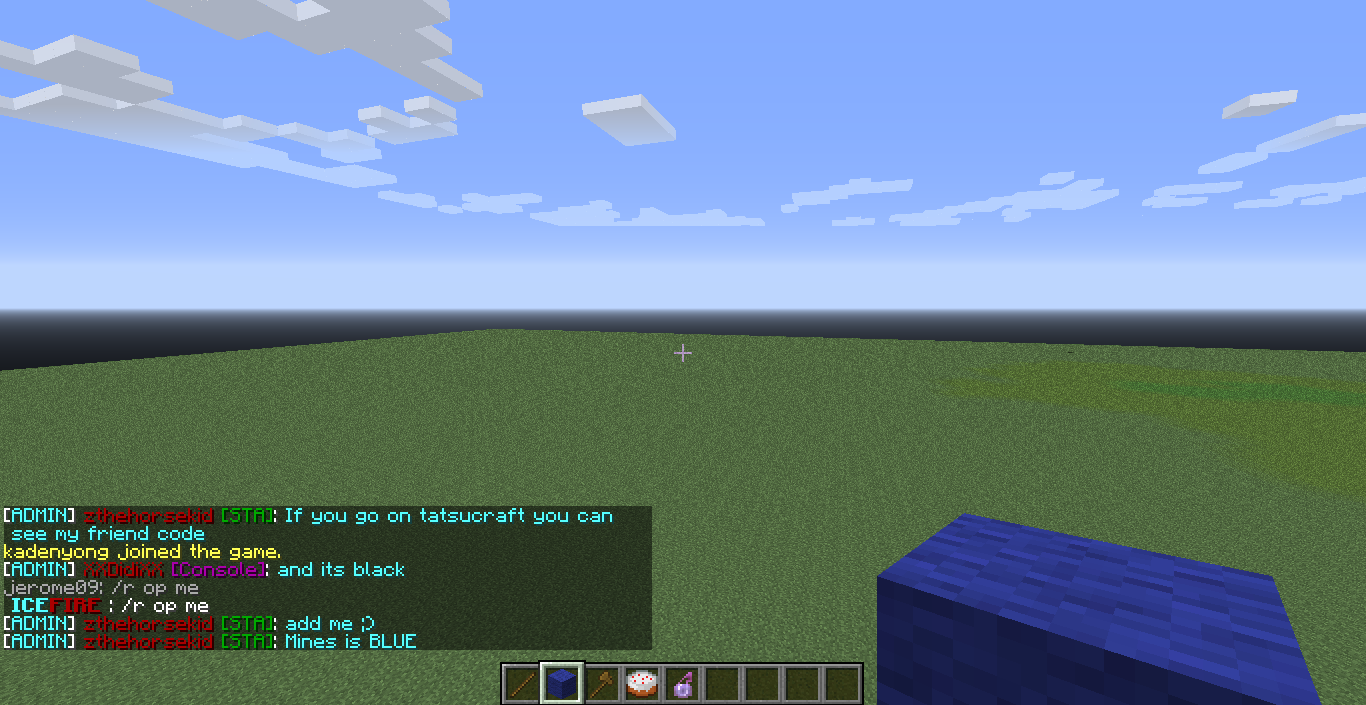 [ADMIN] zthehorsekid [STA]: If you go on tatsucraft you can
see my friend code
kadenyong joined the game.
[ADMIN] XXDidiXX [Console]: and its black
jerome09: /r op me
ICEFIRE : /r op me
[ADMIN] zthehorsekid [STA]: add me ;D
[ADMIN] zthehorsekid [STA]: Mines is BLUE